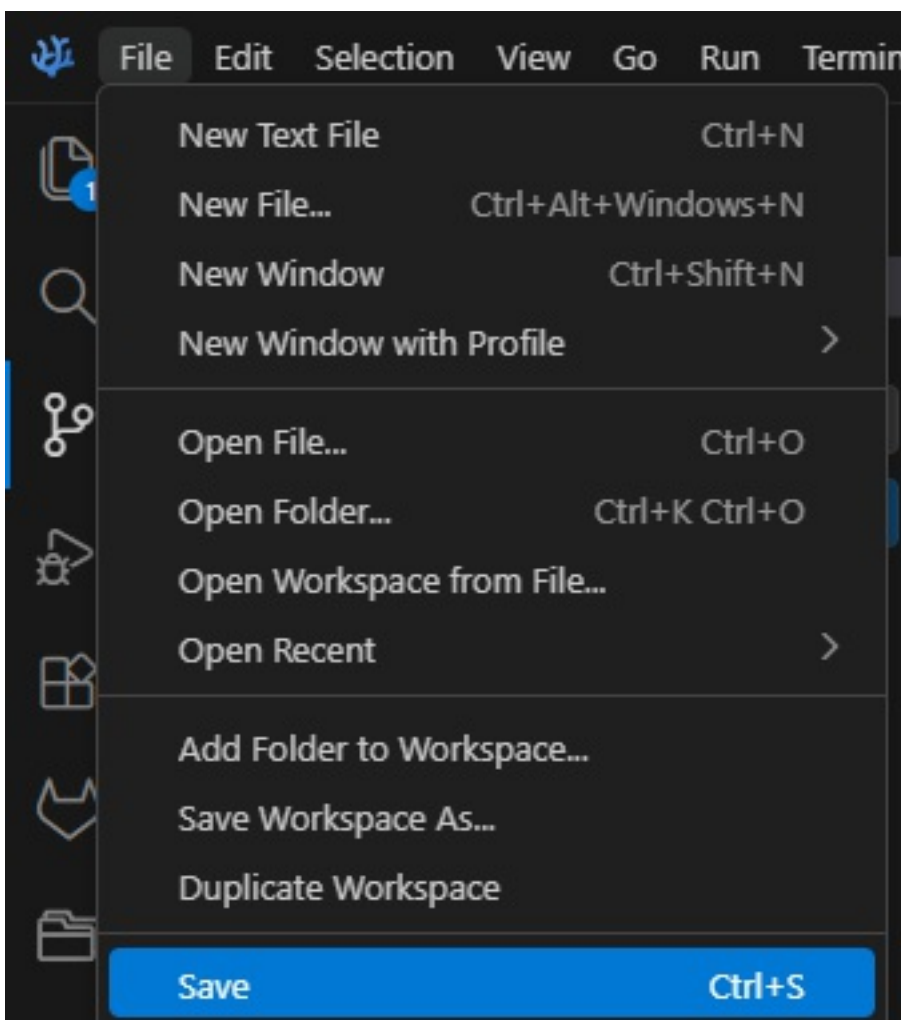 File Edit Selection View Go Run Termin
1
New Text File Ctrl+N
New File... Ctrl+Alt+Windows+N
New Window Ctrl+Shift+N
New Window with Profile
Open File... Ctrl+O
Open Folder... Ctrl+K Ctrl+O
Open Workspace from File...
Open Recent
Add Folder to Workspace...
Save Workspace As...
Duplicate Workspace
Save Ctrl+S